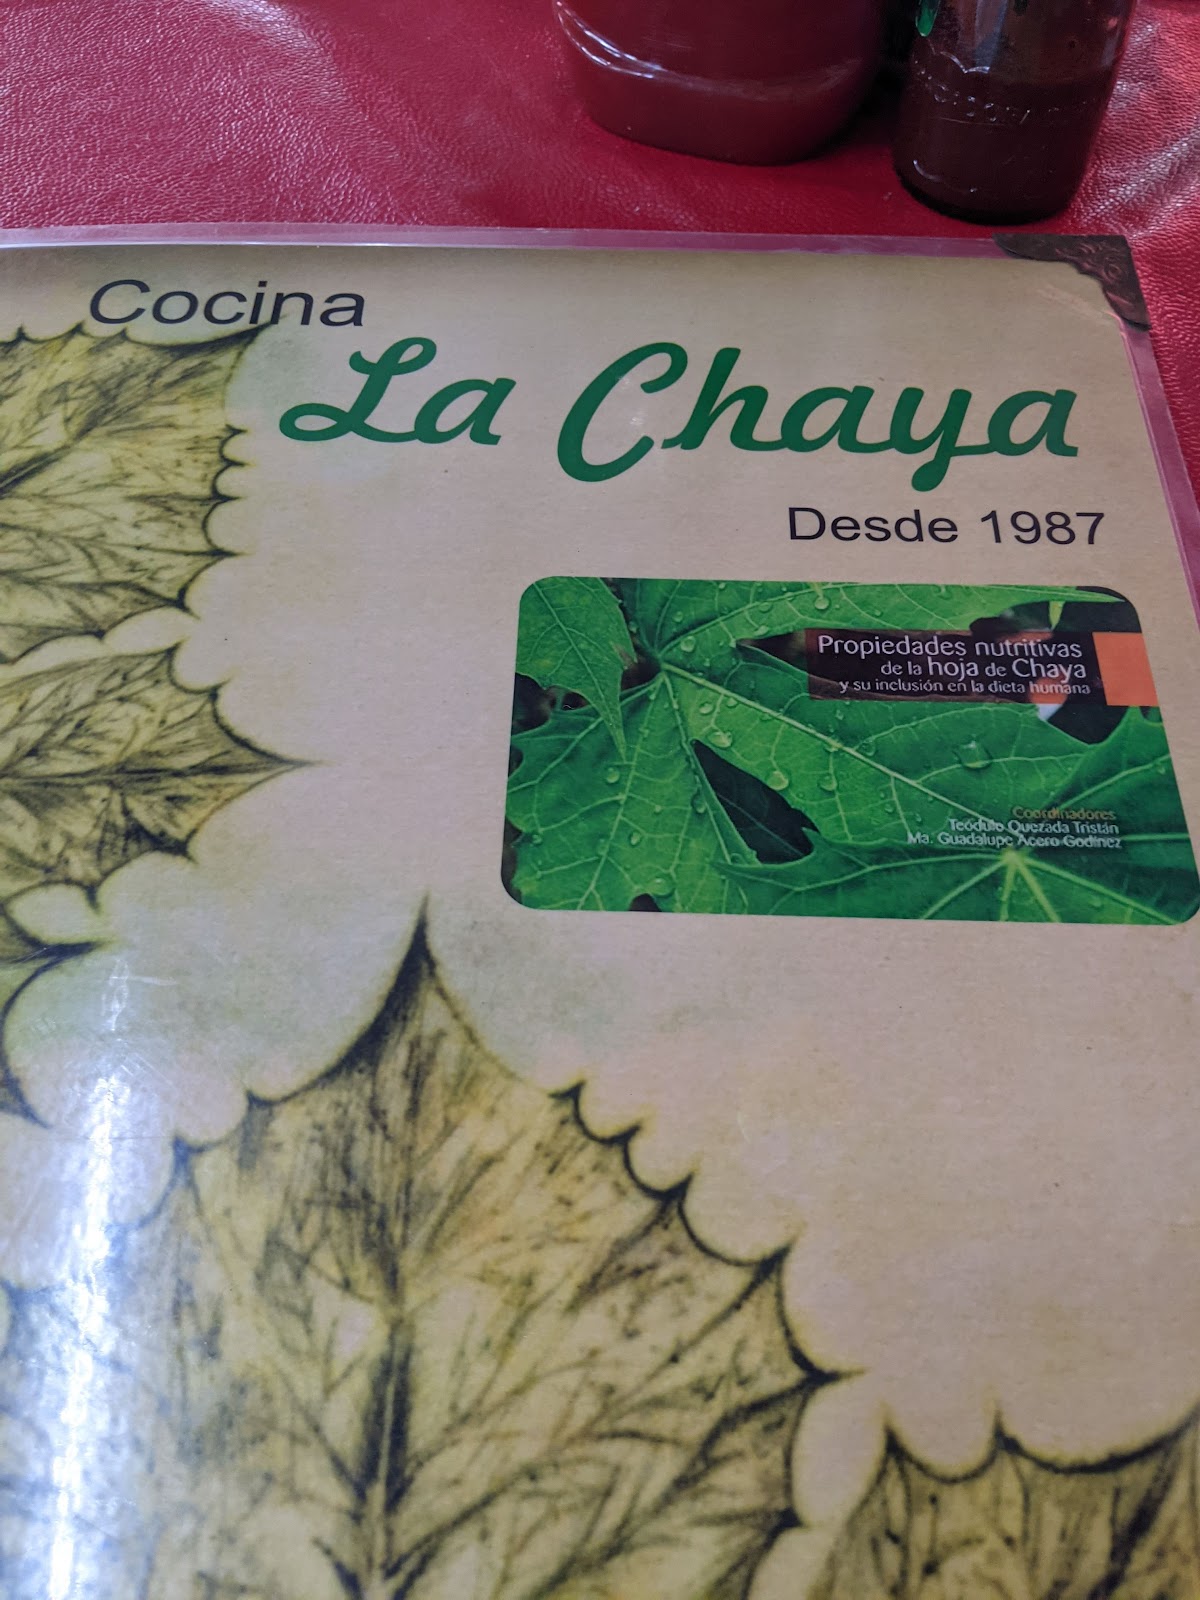 Cocina
La Chaya
Desde 1987
Propiedades nutritivas
de la hoja de Chaya
y su inclusión en la dieta humana
Coordinadores
Teódulo Quezada Tristán
Ma. Guadalupe Acero Godínez